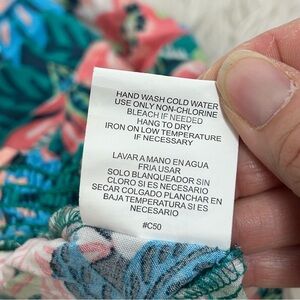 HAND WASH COLD WATER
USE ONLY NON-CHLORINE
BLEACH IF NEEDED
HANG TO DRY
IRON ON LOW TEMPERATURE
IF NECESSARY
LAVAR A MANO EN AGUA
FRIA USAR
SOLO BLANQUEADOR SIN
CLORO SI ES NECESARIO
SECAR COLGADO PLANCHAR EN
BAJA TEMPERATURA SI ES
NECESARIO
#C50